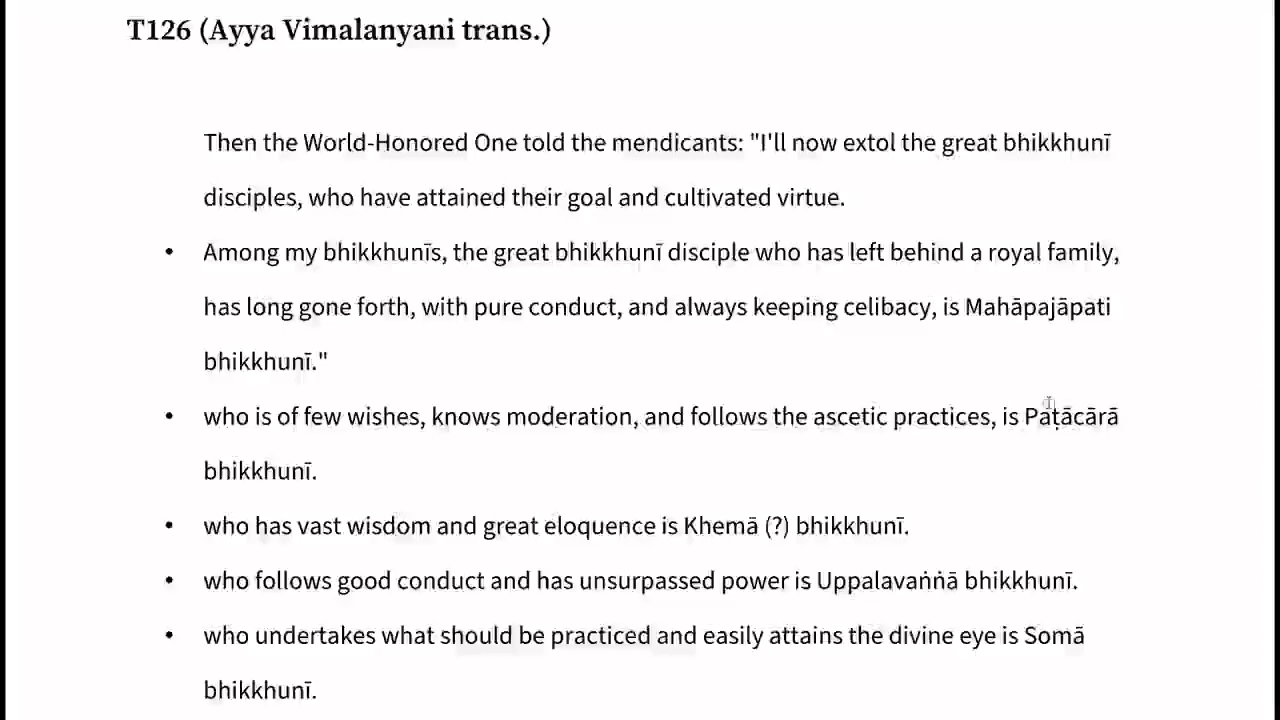 T126 (Ayya Vimalanyani trans.)
Then the World-Honored One told the mendicants: "I'll now extol the great bhikkhunī
disciples, who have attained their goal and cultivated virtue.
• Among my bhikkhunīs, the great bhikkhunī disciple who has left behind a royal family,
has long gone forth, with pure conduct, and always keeping celibacy, is Mahāpajāpati
bhikkhunī."
• who is of few wishes, knows moderation, and follows the ascetic practices, is Paṭācārā
bhikkhunī.
• who has vast wisdom and great eloquence is Khemā (?) bhikkhunī.
• who follows good conduct and has unsurpassed power is Uppalavaṅṅā bhikkhunī.
• who undertakes what should be practiced and easily attains the divine eye is Somā
bhikkhunī.